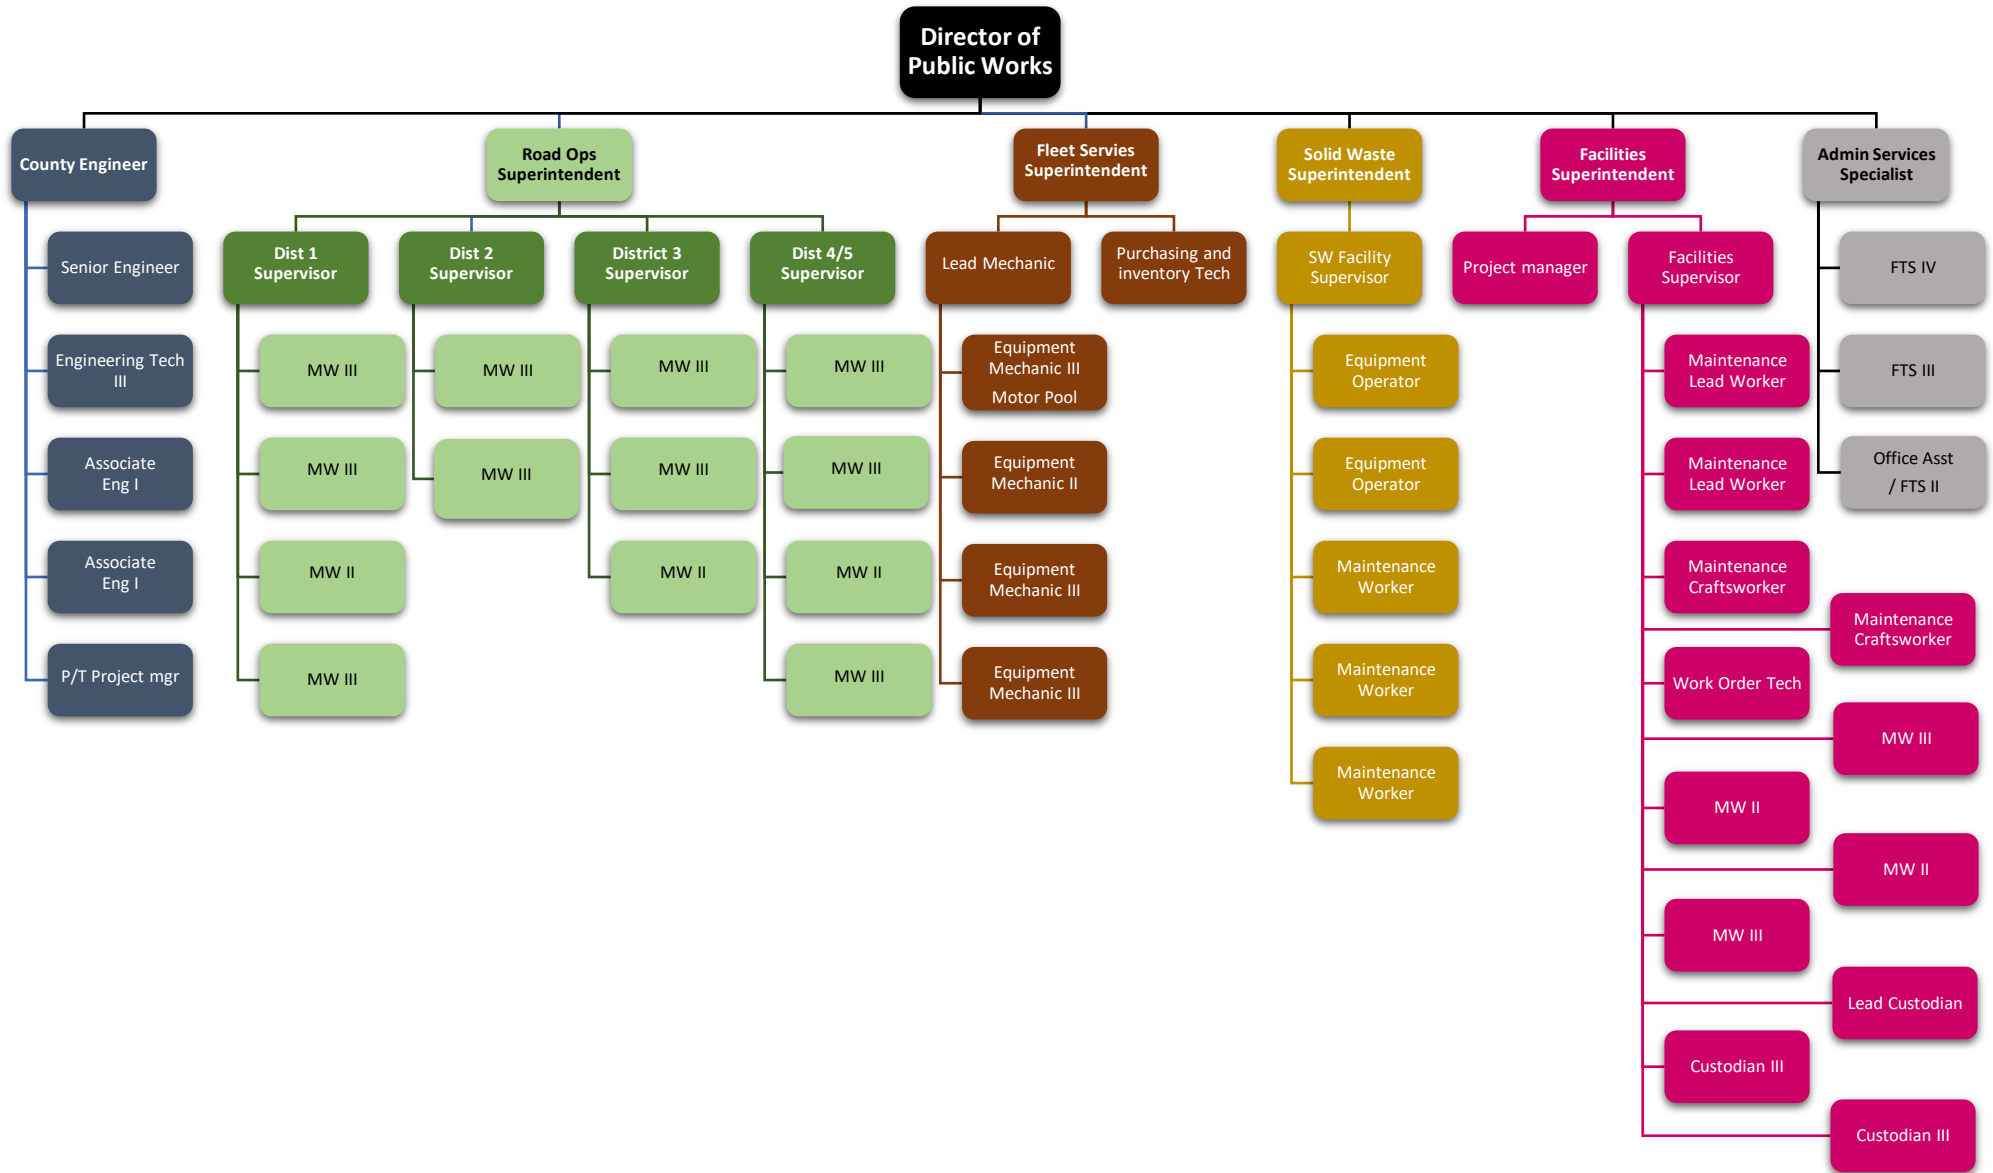 Director of
Public Works
County Engineer
Road Ops
Superintendent
Fleet Servies
Superintendent
Solid Waste
Superintendent
Facilities
Superintendent
Admin Services
Specialist
Senior Engineer
Engineering Tech
III
Associate
Eng I
Associate
Eng I
P/T Project mgr
Dist 1
Supervisor
MW III
MW III
MW II
MW III
Dist 2
Supervisor
MW III
MW III
District 3
Supervisor
MW III
MW III
MW II
Dist 4/5
Supervisor
MW III
MW III
MW II
MW III
Lead Mechanic
Equipment
Mechanic III
Motor Pool
Equipment
Mechanic II
Equipment
Mechanic III
Equipment
Mechanic III
Purchasing and
inventory Tech
SW Facility
Supervisor
Equipment
Operator
Equipment
Operator
Maintenance
Worker
Maintenance
Worker
Maintenance
Worker
Project manager
Facilities
Supervisor
Maintenance
Lead Worker
Maintenance
Lead Worker
Maintenance
Craftsworker
Maintenance
Craftsworker
Work Order Tech
MW III
MW II
MW II
MW III
Lead Custodian
Custodian III
Custodian III
FTS IV
FTS III
Office Asst
/ FTS II